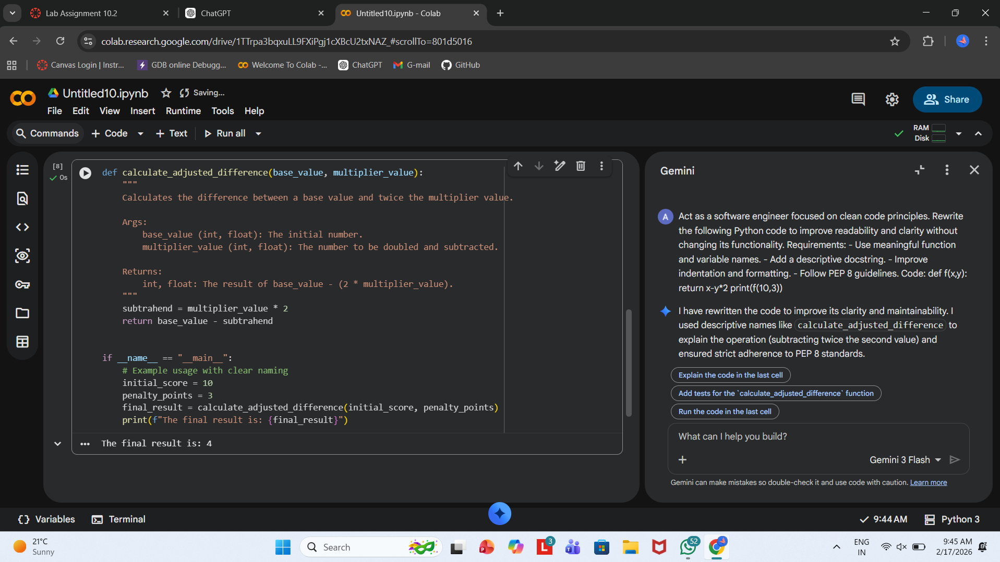 Lab Assignment 10.2
ChatGPT
Untitled10.ipynb - Colab
colab.research.google.com/drive/1TTrpa3bqxuLL9FXiPgj1cXBcU2txNAZ_#scrollTo=801d5016
Canvas Login | Instr...
GDB online Debugg...
Welcome To Colab -...
ChatGPT
G-mail
GitHub
Untitled10.ipynb
Saving...
File Edit View Insert Runtime Tools Help
Share
Commands + Code + Text Run all
RAM
Disk
[8]
0s
def calculate_adjusted_difference(base_value, multiplier_value):
"""
Calculates the difference between a base value and twice the multiplier value.
Args:
base_value (int, float): The initial number.
multiplier_value (int, float): The number to be doubled and subtracted.
Returns:
int, float: The result of base_value - (2 * multiplier_value).
"""
subtrahend = multiplier_value * 2
return base_value - subtrahend
if __name__ == "__main__":
# Example usage with clear naming
initial_score = 10
penalty_points = 3
final_result = calculate_adjusted_difference(initial_score, penalty_points)
print(f"The final result is: {final_result}")
The final result is: 4
Gemini
A
Act as a software engineer focused on clean code principles. Rewrite
the following Python code to improve readability and clarity without
changing its functionality. Requirements: - Use meaningful function
and variable names. - Add a descriptive docstring. - Improve
indentation and formatting. - Follow PEP 8 guidelines. Code: def f(x,y):
return x-y*2 print(f(10,3))
I have rewritten the code to improve its clarity and maintainability. I
used descriptive names like calculate_adjusted_difference to
explain the operation (subtracting twice the second value) and
ensured strict adherence to PEP 8 standards.
Explain the code in the last cell
Add tests for the `calculate_adjusted_difference` function
Run the code in the last cell
What can I help you build?
Gemini 3 Flash
Gemini can make mistakes so double-check it and use code with caution. Learn more
Variables
Terminal
9:44 AM
Python 3
21°C
Sunny
Search
P
L
3
T
52
ENG
IN
9:45 AM
2/17/2026